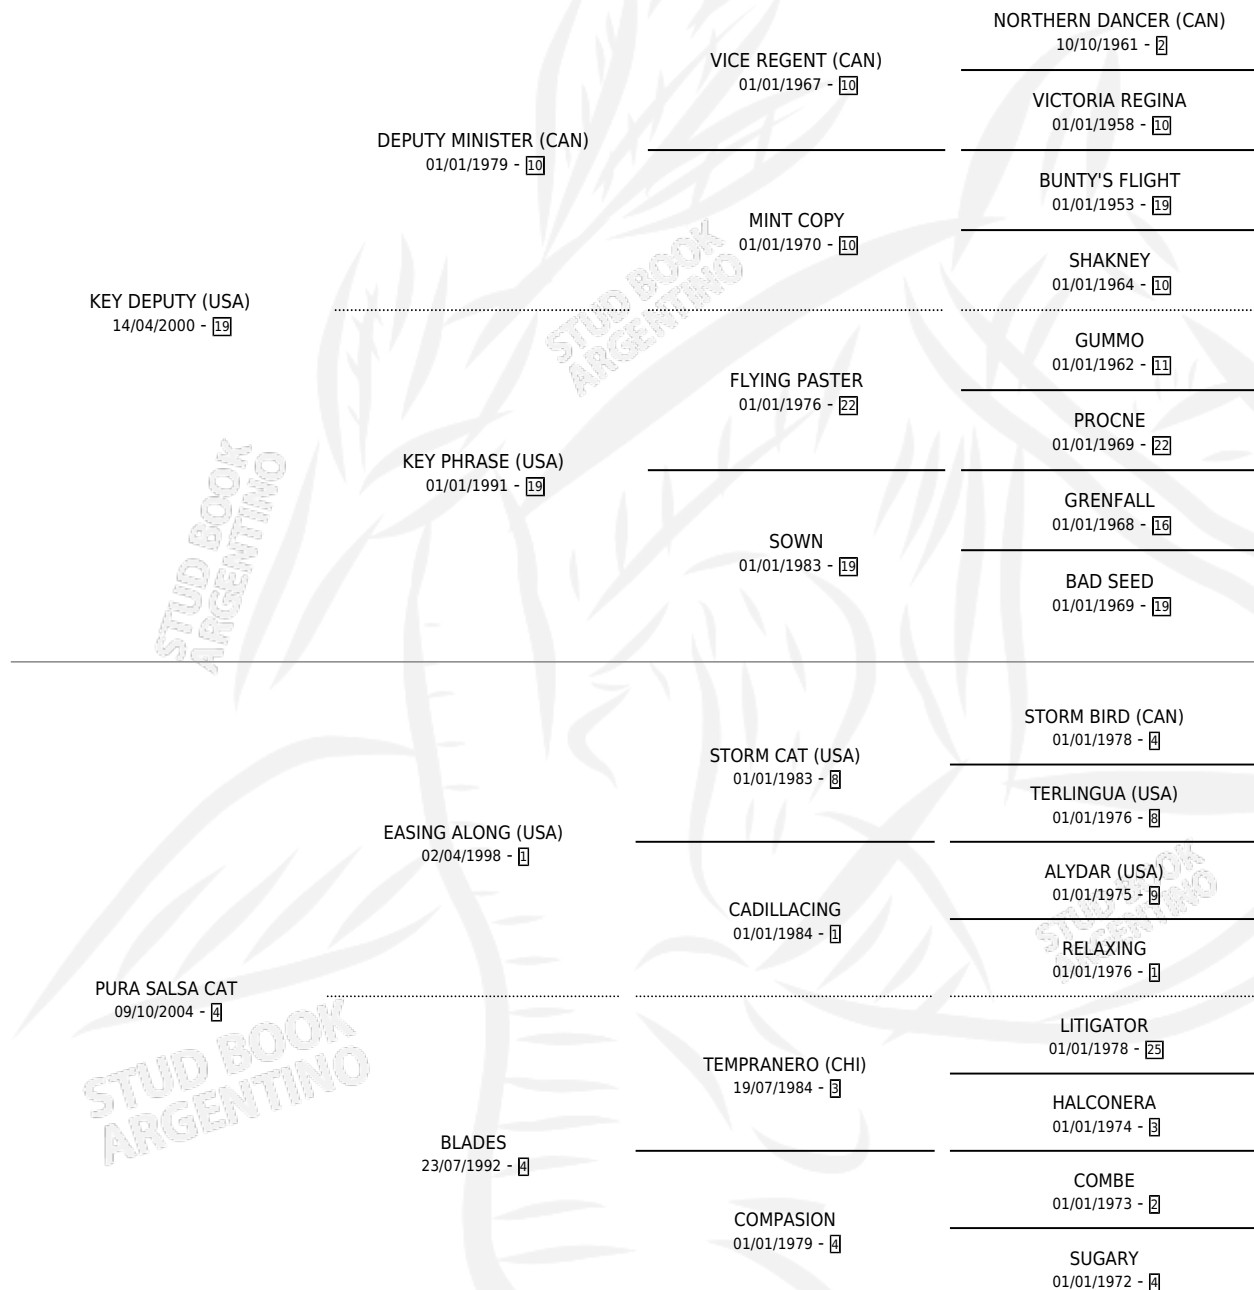 NORTHERN DANCER (CAN)
10/10/1961 - 2
VICE REGENT (CAN)
01/01/1967 - 10
VICTORIA REGINA
01/01/1958 - 10
DEPUTY MINISTER (CAN)
01/01/1979 - 10
BUNTY'S FLIGHT
01/01/1953 - 19
MINT COPY
01/01/1970 - 10
SHAKNEY
01/01/1964 - 10
KEY DEPUTY (USA)
14/04/2000 - 19
GUMMO
01/01/1962 - 11
FLYING PASTER
01/01/1976 - 22
PROCNE
01/01/1969 - 22
KEY PHRASE (USA)
01/01/1991 - 19
GRENFALL
01/01/1968 - 16
SOWN
01/01/1983 - 19
BAD SEED
01/01/1969 - 19
STORM BIRD (CAN)
01/01/1978 - 4
STORM CAT (USA)
01/01/1983 - 8
TERLINGUA (USA)
01/01/1976 - 8
EASING ALONG (USA)
02/04/1998 - 1
ALYDAR (USA)
01/01/1975 - 9
CADILLACING
01/01/1984 - 1
RELAXING
01/01/1976 - 1
PURA SALSA CAT
09/10/2004 - 4
LITIGATOR
01/01/1978 - 25
TEMPRANERO (CHI)
19/07/1984 - 3
HALCONERA
01/01/1974 - 3
BLADES
23/07/1992 - 4
COMBE
01/01/1973 - 2
COMPASION
01/01/1979 - 4
SUGARY
01/01/1972 - 4
STUD BOOK
ARGENTINO
STUD BOOK
ARGENTINO
STUD BOOK
ARGENTINO
STUD BOOK
ARGENTINO